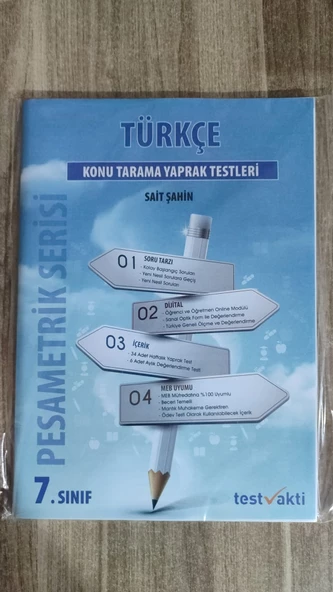 TÜRKÇE
KONU TARAMA YAPRAK TESTLERİ
SAİT ŞAHİN
PESAMETRİK SERİSİ
01 SORU TARZI
- Kolay Başlangıç Soruları
- Yeni Nesil Sorulara Geçiş
- Yeni Nesil Sorular
02 DİJİTAL
- Öğrenci ve Öğretmen Online Modülü
- Sanal Optik Form ile Değerlendirme
- Türkiye Geneli Ölçme ve Değerlendirme
03 İÇERİK
- 34 Adet Haftalık Yaprak Test
- 6 Adet Aylık Değerlendirme Testi
04 MEB UYUMU
- MEB Müfredatına %100 Uyumlu
- Beceri Temelli
- Mantık Muhakeme Gerektiren
- Ödev Testi Olarak Kullanılabilecek İçerik
7. SINIF
testvakti